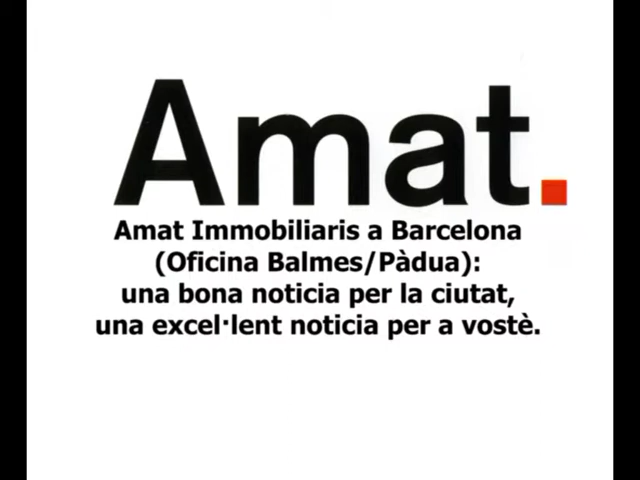 Amat.
Amat Immobiliaris a Barcelona
(Oficina Balmes/Pàdua):
una bona noticia per la ciutat,
una excel·lent noticia per a vostè.